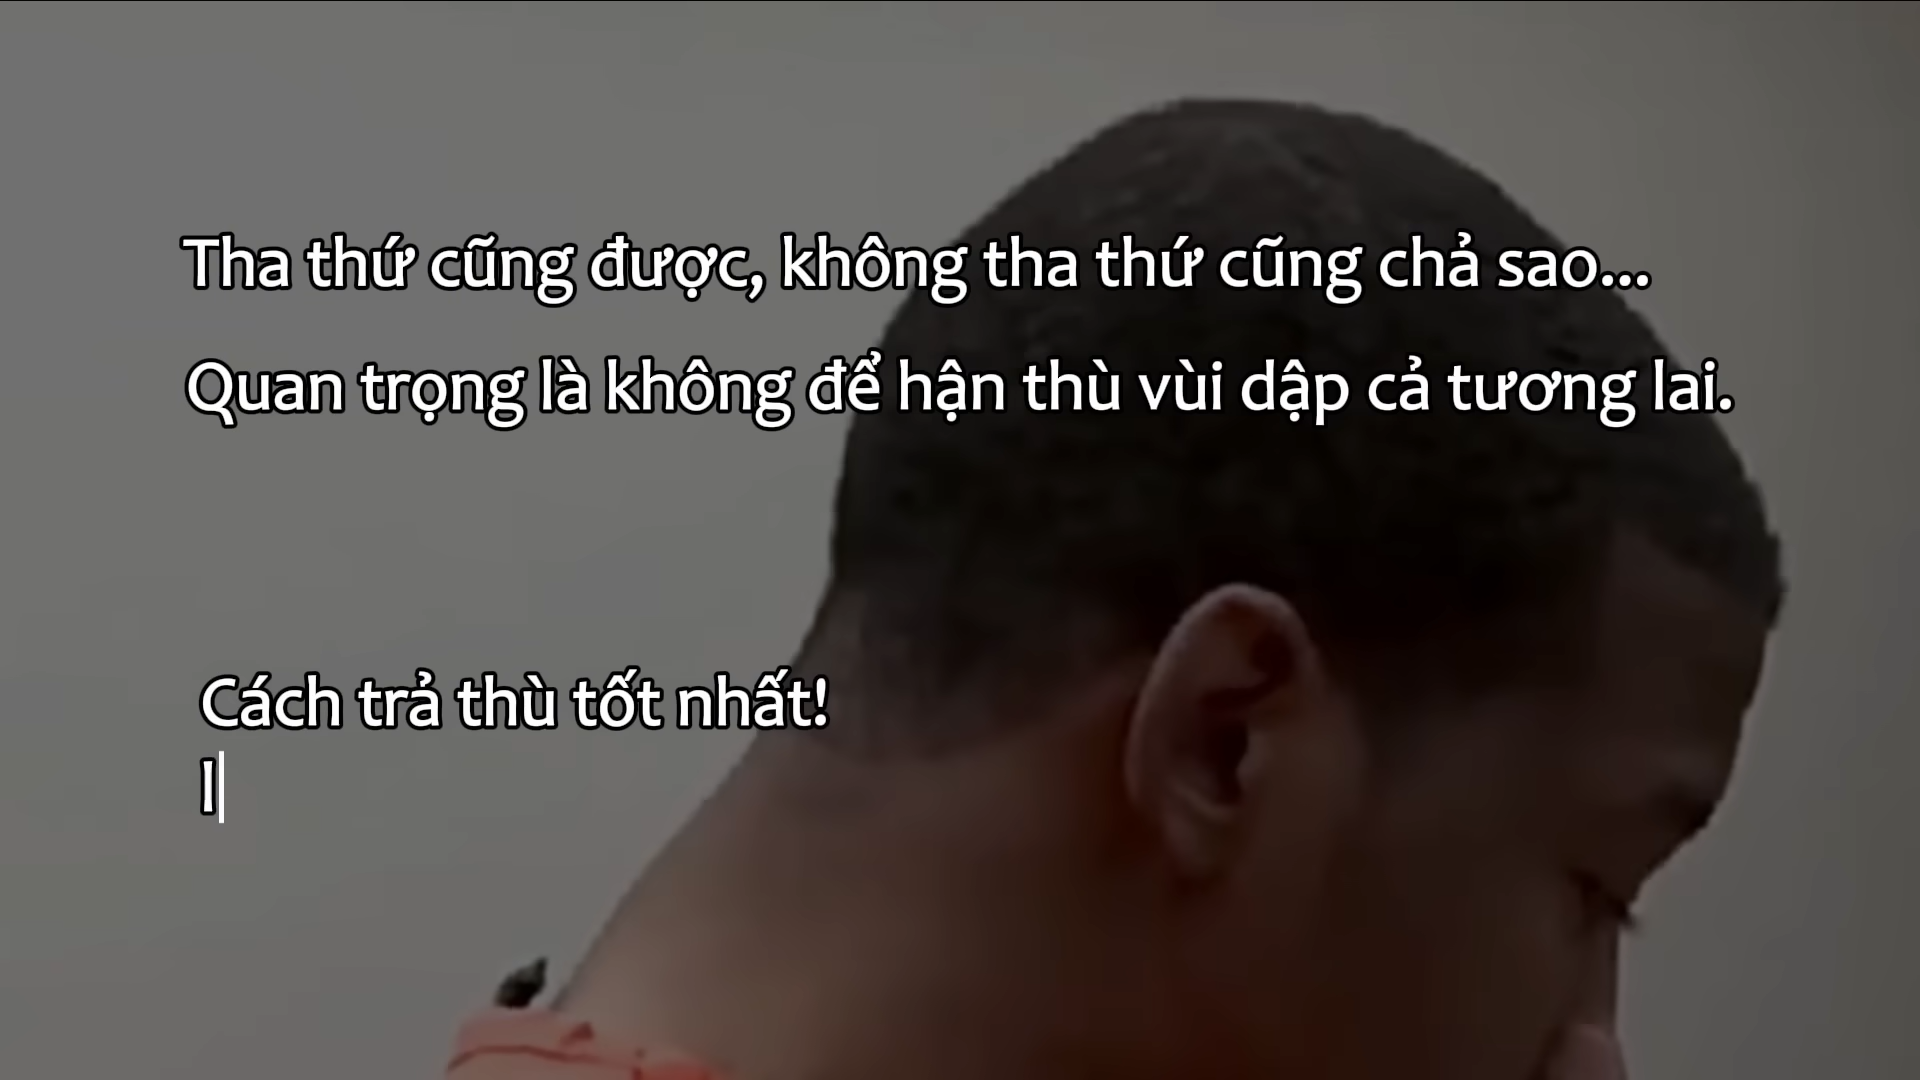 Tha thứ cũng được, không tha thứ cũng chả sao...
Quan trọng là không để hận thù vùi dập cả tương lai.
Cách trả thù tốt nhất!
l